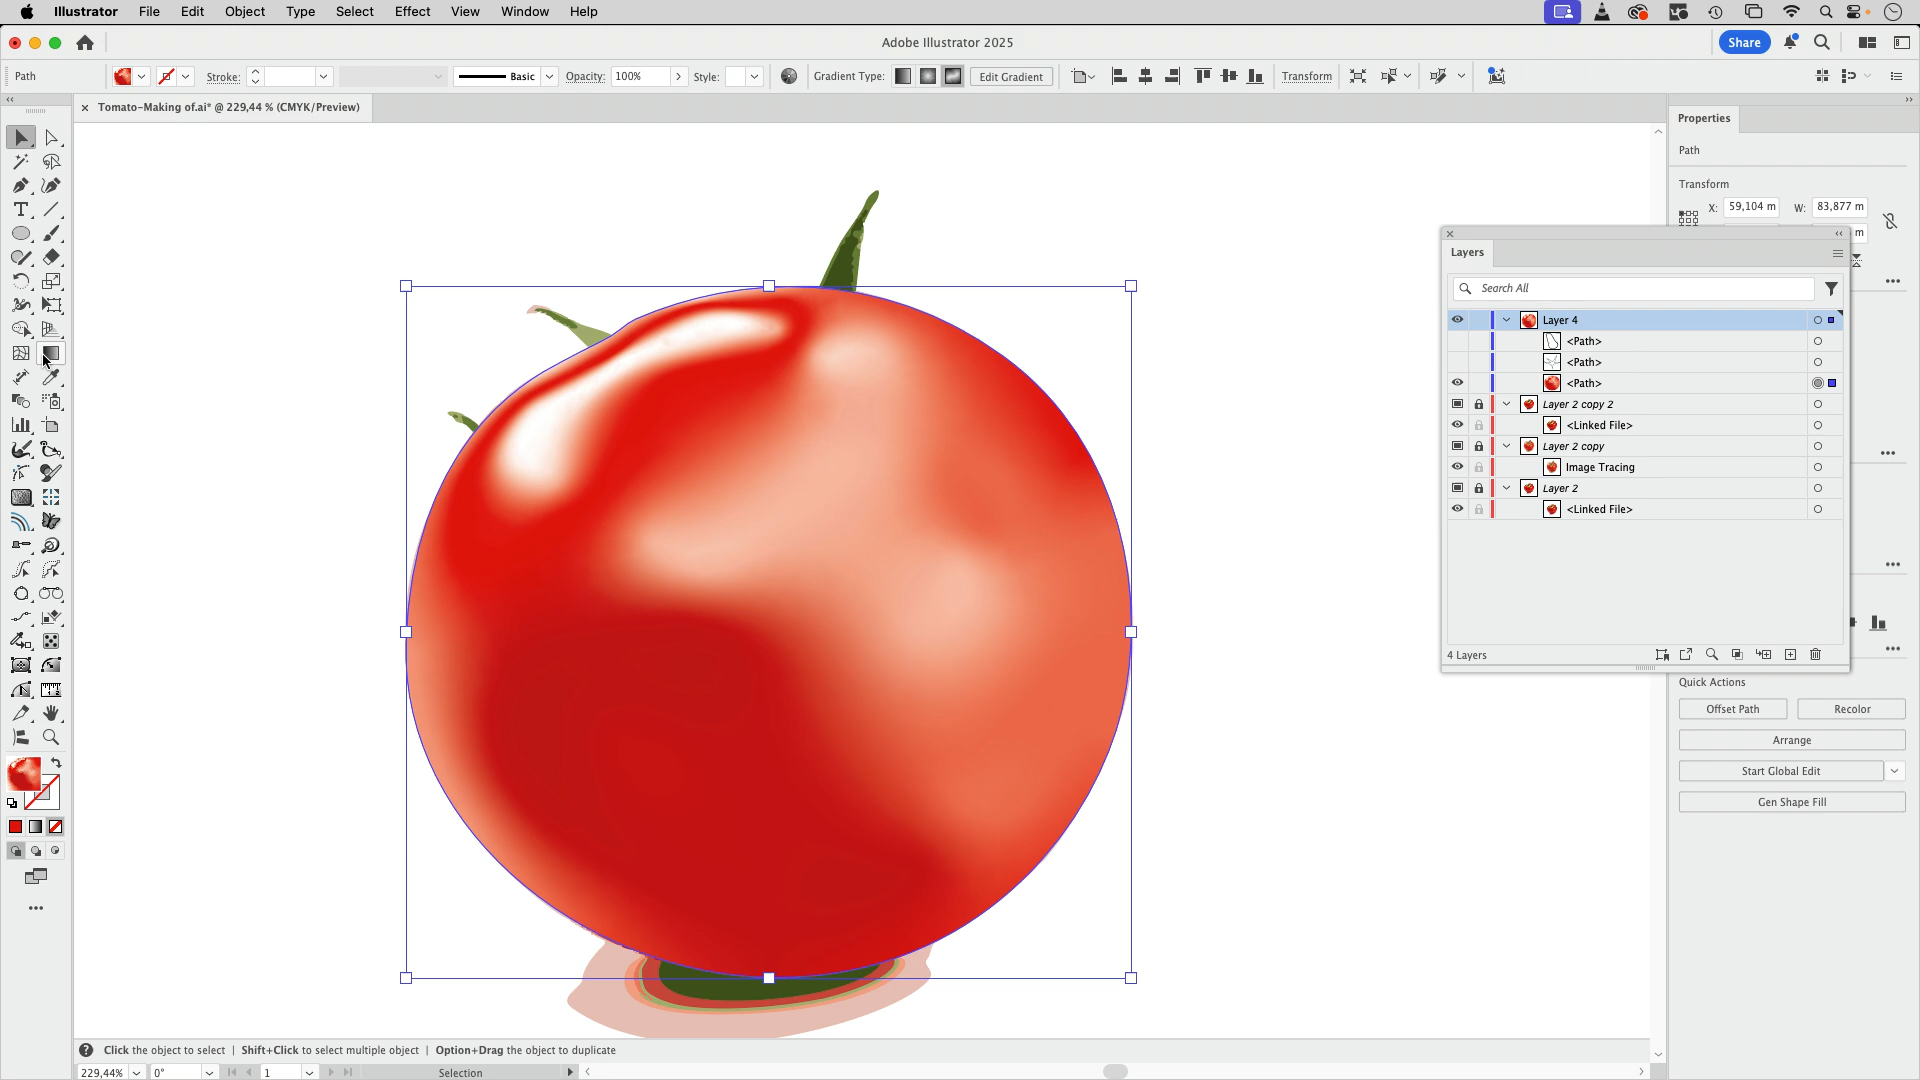 Illustrator File Edit Object Type Select Effect View Window Help
Adobe Illustrator 2025
Share
Path Stroke: Basic Opacity: 100% Style: Gradient Type: Edit Gradient Transform
Tomato-Making of.ai* @ 229,44 % (CMYK/Preview)
Properties
Path
Transform
X: 59,104 m W: 83,877 m
m
Layers
Search All
Layer 4
<Path>
<Path>
<Path>
Layer 2 copy 2
<Linked File>
Layer 2 copy
Image Tracing
Layer 2
<Linked File>
4 Layers
Quick Actions
Offset Path Recolor
Arrange
Start Global Edit
Gen Shape Fill
Click the object to select | Shift+Click to select multiple object | Option+Drag the object to duplicate
229,44% 0° 1 Selection